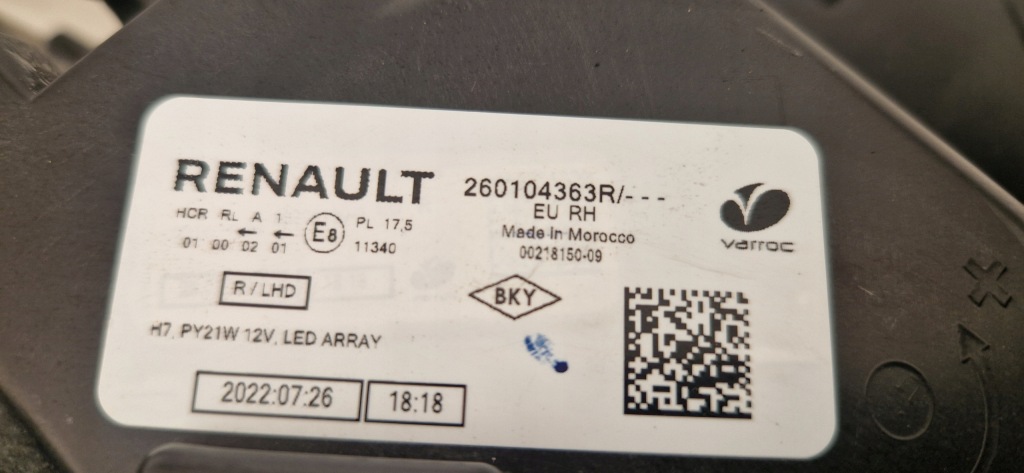 RENAULT 260104363R/---
EU RH
Made in Morocco
00218150-09
varroc
HCR RL A 1
← ←
01 00 02 01
E8
PL 17,5
11340
R / LHD
BKY
H7, PY21W 12V, LED ARRAY
2022:07:26 18:18